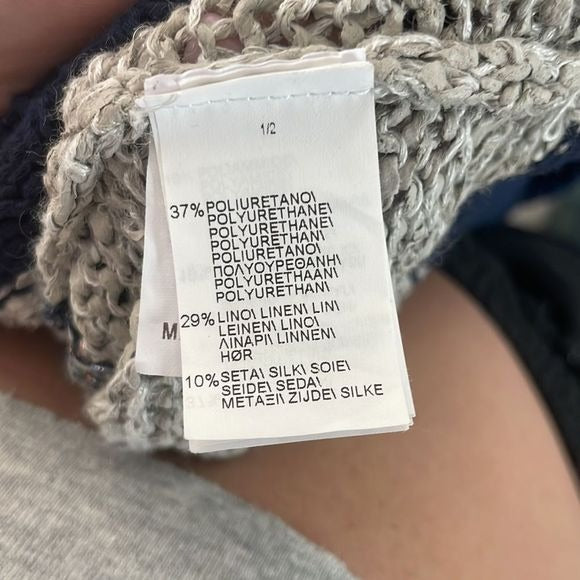 1/2
37% POLIURETANO\
POLYURETHANE\
POLYURETHANE\
POLYURETHAN\
POLIURETANO\
ΠΟΛΥΟΥΡΕΘΑΝΗ\
POLYURETHAAN\
POLYURETHAN\
29% LINO\ LINEN\ LIN\
LEINEN\ LINO\
ΛΙΝΑΡΙ\ LINNEN\
HØR
10% SETA\ SILK\ SOIE\
SEIDE\ SEDA\
ΜΕΤΑΞΙ\ ZIJDE\ SILKE